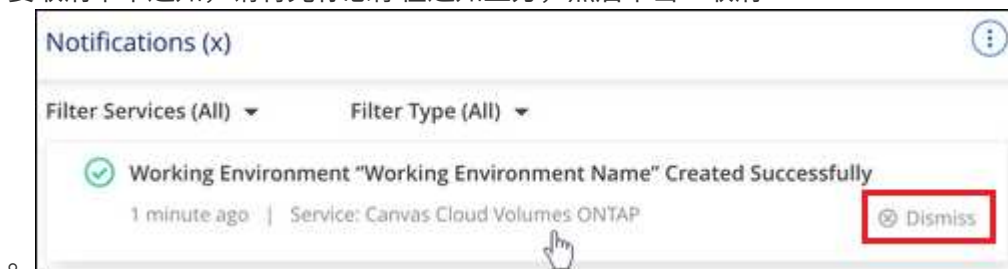 Notifications (x)
Filter Services (All) Filter Type (All)
Working Environment “Working Environment Name” Created Successfully
1 minute ago | Service: Canvas Cloud Volumes ONTAP
Dismiss
。